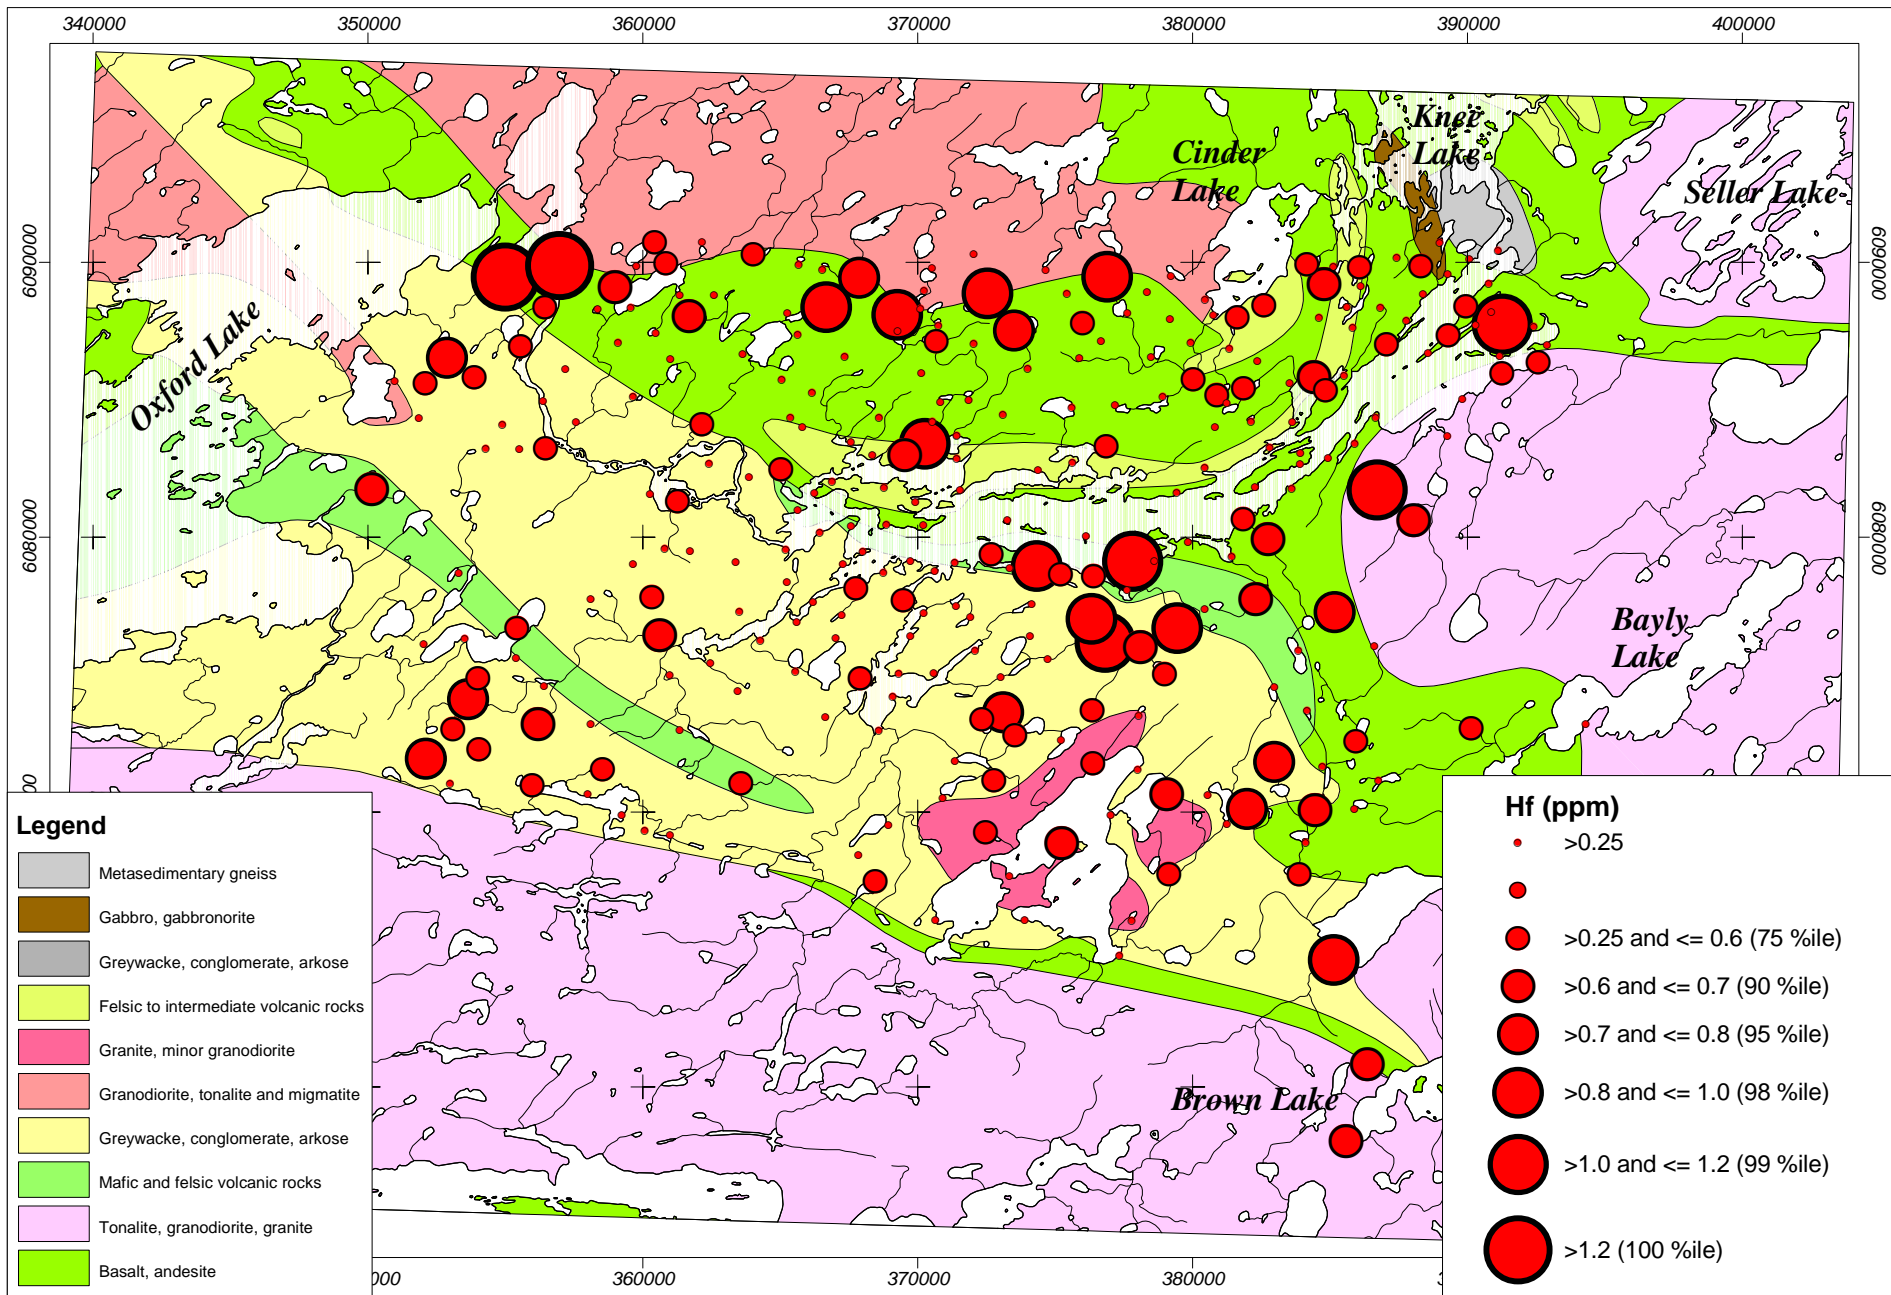 340000
350000
360000
370000
380000
390000
400000
Knee
Lake
Cinder
Lake
Seller Lake
6090000
6090000
Oxford Lake
6080000
6080000
Bayly
Lake
Brown Lake
Legend
Metasedimentary gneiss
Gabbro, gabbronorite
Greywacke, conglomerate, arkose
Felsic to intermediate volcanic rocks
Granite, minor granodiorite
Granodiorite, tonalite and migmatite
Greywacke, conglomerate, arkose
Mafic and felsic volcanic rocks
Tonalite, granodiorite, granite
Basalt, andesite
Hf (ppm)
>0.25
>0.25 and <= 0.6 (75 %ile)
>0.6 and <= 0.7 (90 %ile)
>0.7 and <= 0.8 (95 %ile)
>0.8 and <= 1.0 (98 %ile)
>1.0 and <= 1.2 (99 %ile)
>1.2 (100 %ile)
360000
370000
380000